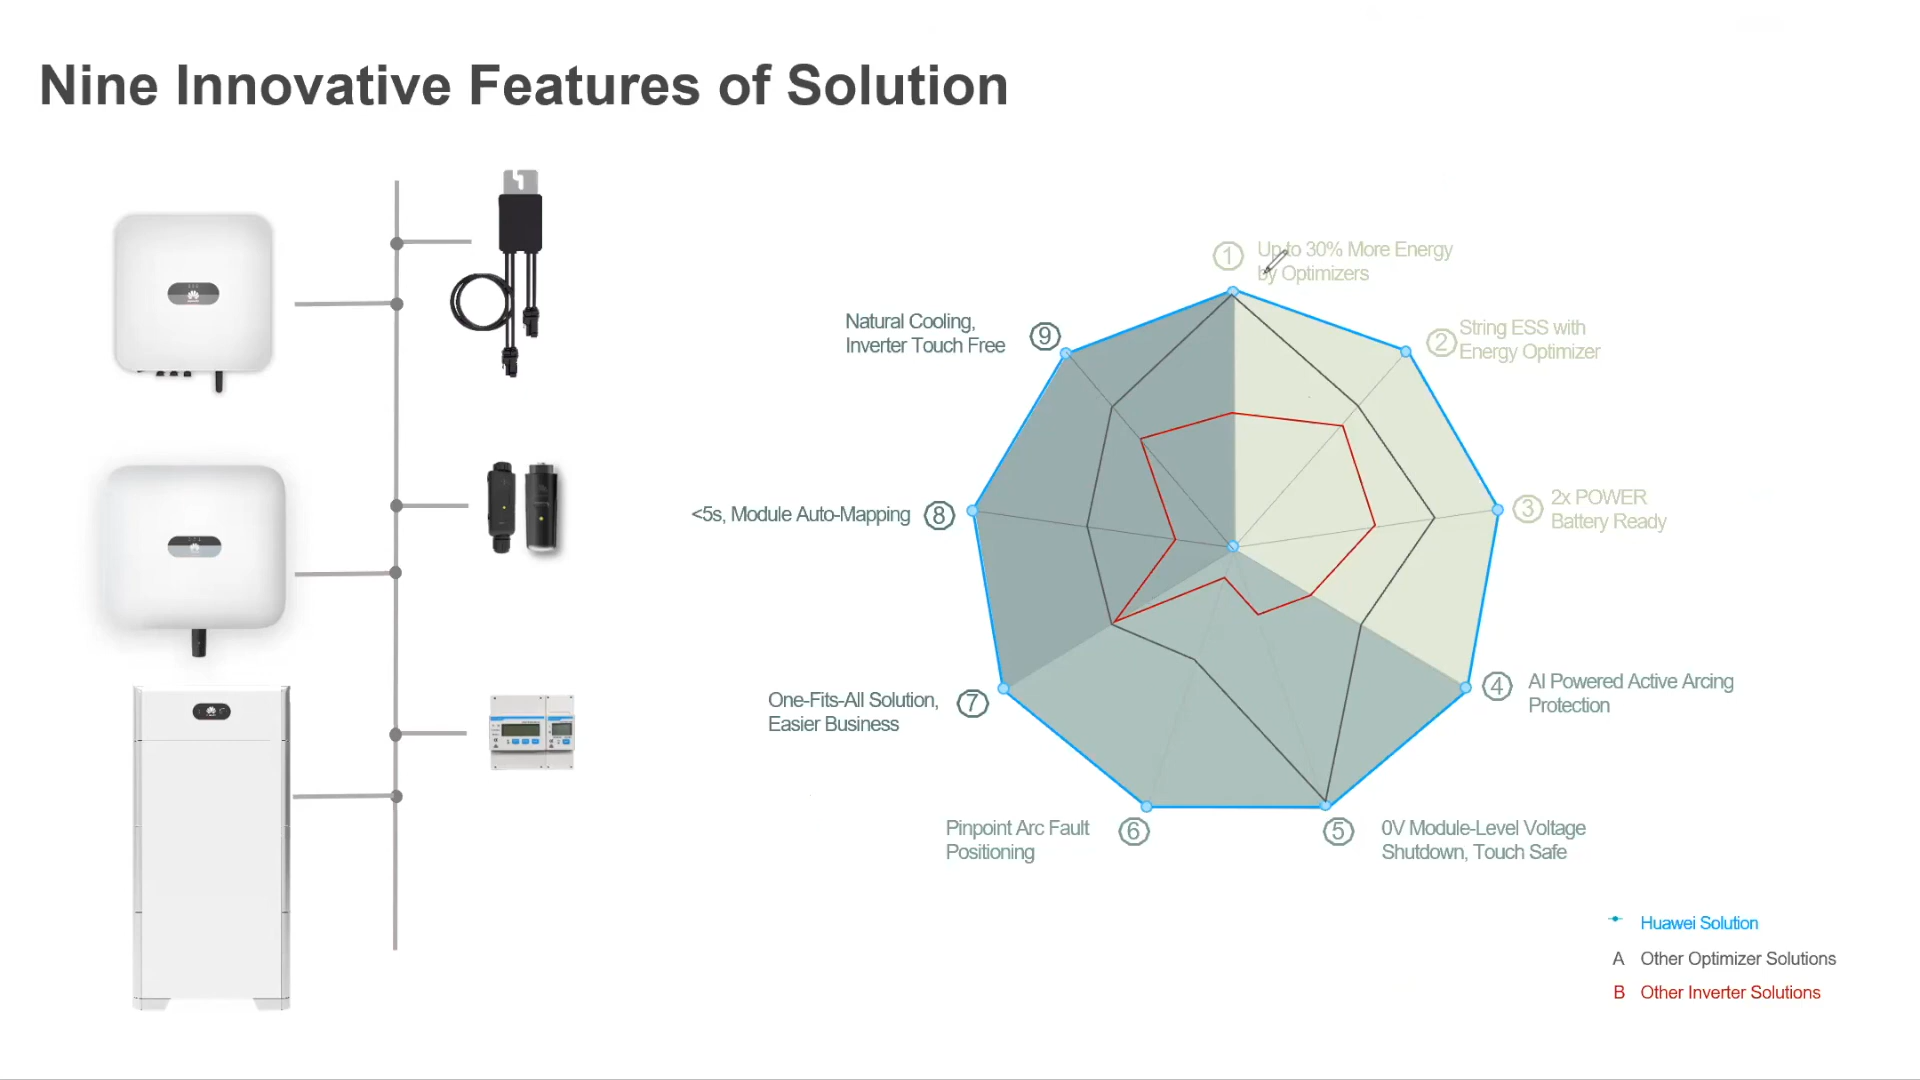 Nine Innovative Features of Solution
1
Up to 30% More Energy
by Optimizers
2
String ESS with
Energy Optimizer
3
2x POWER
Battery Ready
4
AI Powered Active Arcing
Protection
5
0V Module-Level Voltage
Shutdown, Touch Safe
6
Pinpoint Arc Fault
Positioning
7
One-Fits-All Solution,
Easier Business
8
<5s, Module Auto-Mapping
9
Natural Cooling,
Inverter Touch Free
Huawei Solution
A Other Optimizer Solutions
B Other Inverter Solutions